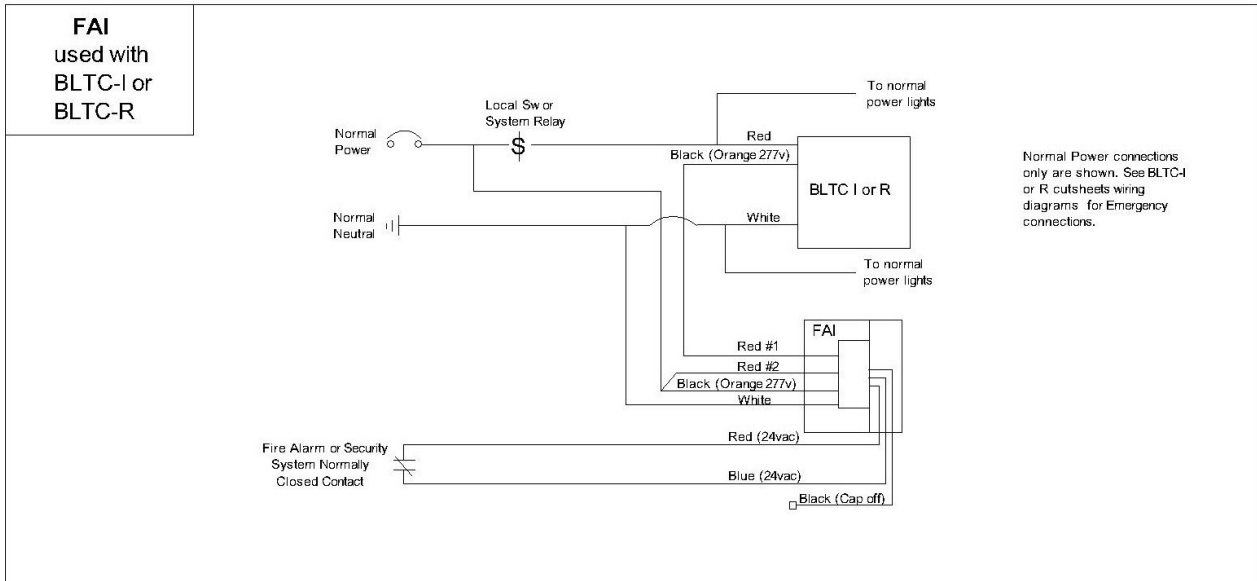 FAI
used with
BLTC-I or
BLTC-R
Local Sw or
System Relay
To normal
power lights
Normal
Power
S
Red
Black (Orange 277v)
BLTC I or R
Normal Power connections
only are shown. See BLTC-I
or R cutsheets wiring
diagrams for Emergency
connections.
Normal
Neutral
White
To normal
power lights
FAI
Red #1
Red #2
Black (Orange 277v)
White
Red (24vac)
Fire Alarm or Security
System Normally
Closed Contact
Blue (24vac)
Black (Cap off)